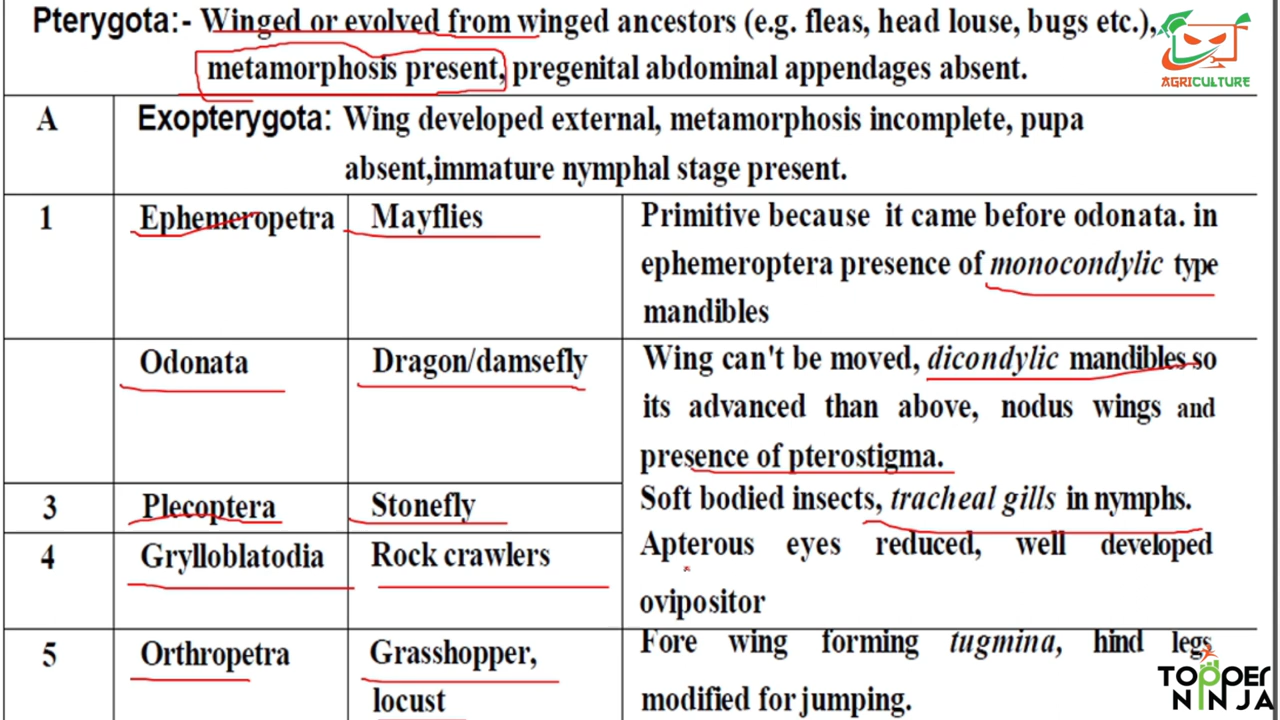 Pterygota:- Winged or evolved from winged ancestors (e.g. fleas, head louse, bugs etc.),
metamorphosis present, pregenital abdominal appendages absent.
AGRICULTURE
A Exopterygota: Wing developed external, metamorphosis incomplete, pupa
absent,immature nymphal stage present.
1 Ephemeropetra Mayflies Primitive because it came before odonata. in
ephemeroptera presence of monocondylic type
mandibles
Odonata Dragon/damsefly Wing can't be moved, dicondylic mandibles so
its advanced than above, nodus wings and
presence of pterostigma.
3 Plecoptera Stonefly Soft bodied insects, tracheal gills in nymphs.
4 Grylloblatodia Rock crawlers Apterous eyes reduced, well developed
ovipositor
5 Orthropetra Grasshopper, Fore wing forming tugmina, hind legs
locust modified for jumping.
TOPPER
NINJA